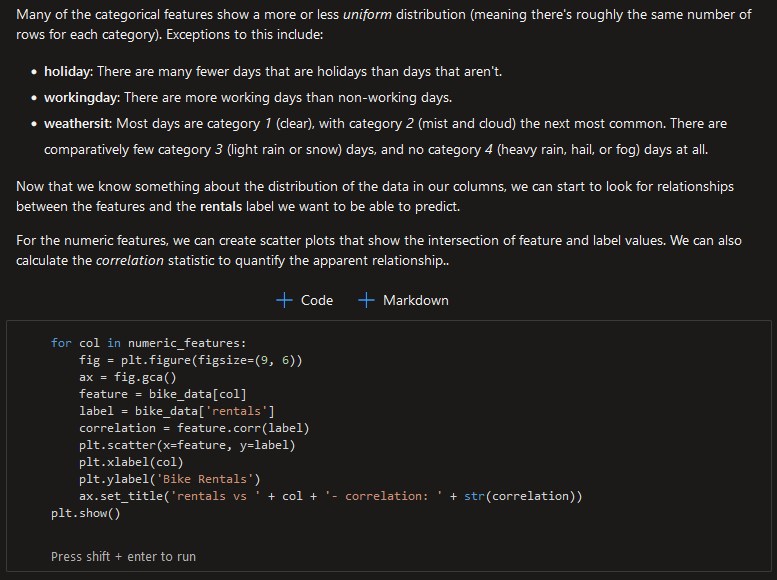 Many of the categorical features show a more or less uniform distribution (meaning there's roughly the same number of
rows for each category). Exceptions to this include:
• holiday: There are many fewer days that are holidays than days that aren't.
• workingday: There are more working days than non-working days.
• weathersit: Most days are category 1 (clear), with category 2 (mist and cloud) the next most common. There are
comparatively few category 3 (light rain or snow) days, and no category 4 (heavy rain, hail, or fog) days at all.
Now that we know something about the distribution of the data in our columns, we can start to look for relationships
between the features and the rentals label we want to be able to predict.
For the numeric features, we can create scatter plots that show the intersection of feature and label values. We can also
calculate the correlation statistic to quantify the apparent relationship..
+ Code + Markdown
for col in numeric_features:
    fig = plt.figure(figsize=(9, 6))
    ax = fig.gca()
    feature = bike_data[col]
    label = bike_data['rentals']
    correlation = feature.corr(label)
    plt.scatter(x=feature, y=label)
    plt.xlabel(col)
    plt.ylabel('Bike Rentals')
    ax.set_title('rentals vs ' + col + '- correlation: ' + str(correlation))
plt.show()
Press shift + enter to run